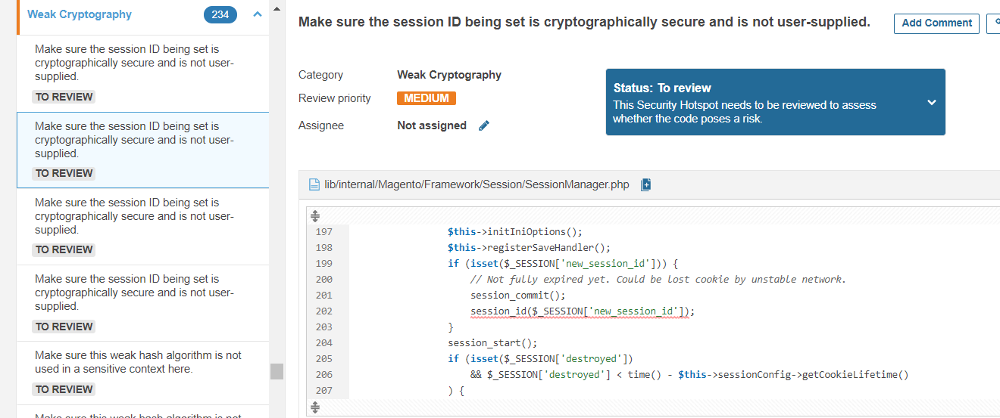 Weak Cryptography 234
Make sure the session ID being set is
cryptographically secure and is not user-
supplied.
TO REVIEW
Make sure the session ID being set is
cryptographically secure and is not user-
supplied.
TO REVIEW
Make sure the session ID being set is
cryptographically secure and is not user-
supplied.
TO REVIEW
Make sure the session ID being set is
cryptographically secure and is not user-
supplied.
TO REVIEW
Make sure this weak hash algorithm is not
used in a sensitive context here.
TO REVIEW
Make sure this weak hash algorithm is not
Make sure the session ID being set is cryptographically secure and is not user-supplied.
Add Comment
Category Weak Cryptography
Review priority MEDIUM
Assignee Not assigned
Status: To review
This Security Hotspot needs to be reviewed to assess
whether the code poses a risk.
lib/internal/Magento/Framework/Session/SessionManager.php
197 $this->initIniOptions();
198 $this->registerSaveHandler();
199 if (isset($_SESSION['new_session_id'])) {
200 // Not fully expired yet. Could be lost cookie by unstable network.
201 session_commit();
202 session_id($_SESSION['new_session_id']);
203 }
204 session_start();
205 if (isset($_SESSION['destroyed'])
206 && $_SESSION['destroyed'] < time() - $this->sessionConfig->getCookieLifetime()
207 ) {